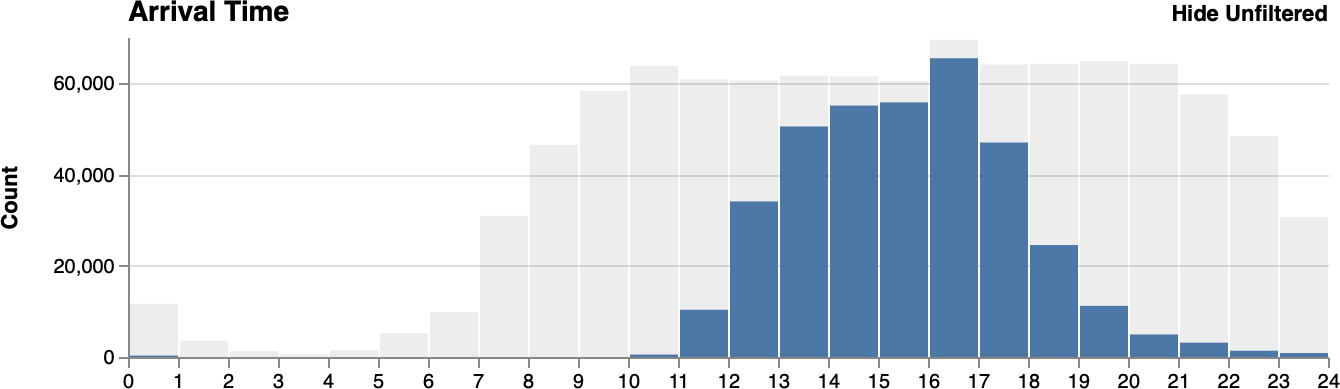 Arrival Time
Hide Unfiltered
60,000
40,000
20,000
0
Count
0 1 2 3 4 5 6 7 8 9 10 11 12 13 14 15 16 17 18 19 20 21 22 23 24